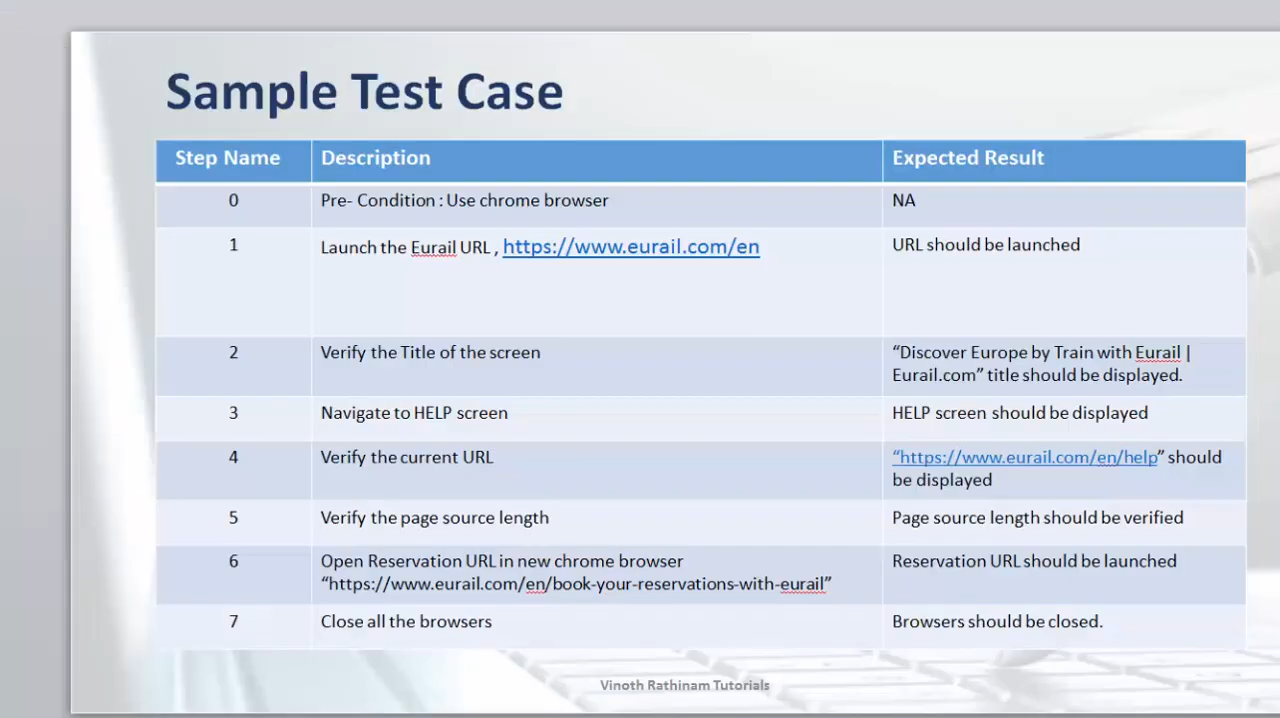 Sample Test Case
Step Name Description Expected Result
0 Pre- Condition : Use chrome browser NA
1 Launch the Eurail URL , https://www.eurail.com/en URL should be launched
2 Verify the Title of the screen “Discover Europe by Train with Eurail |
Eurail.com” title should be displayed.
3 Navigate to HELP screen HELP screen should be displayed
4 Verify the current URL “https://www.eurail.com/en/help” should
be displayed
5 Verify the page source length Page source length should be verified
6 Open Reservation URL in new chrome browser Reservation URL should be launched
“https://www.eurail.com/en/book-your-reservations-with-eurail”
7 Close all the browsers Browsers should be closed.
Vinoth Rathinam Tutorials